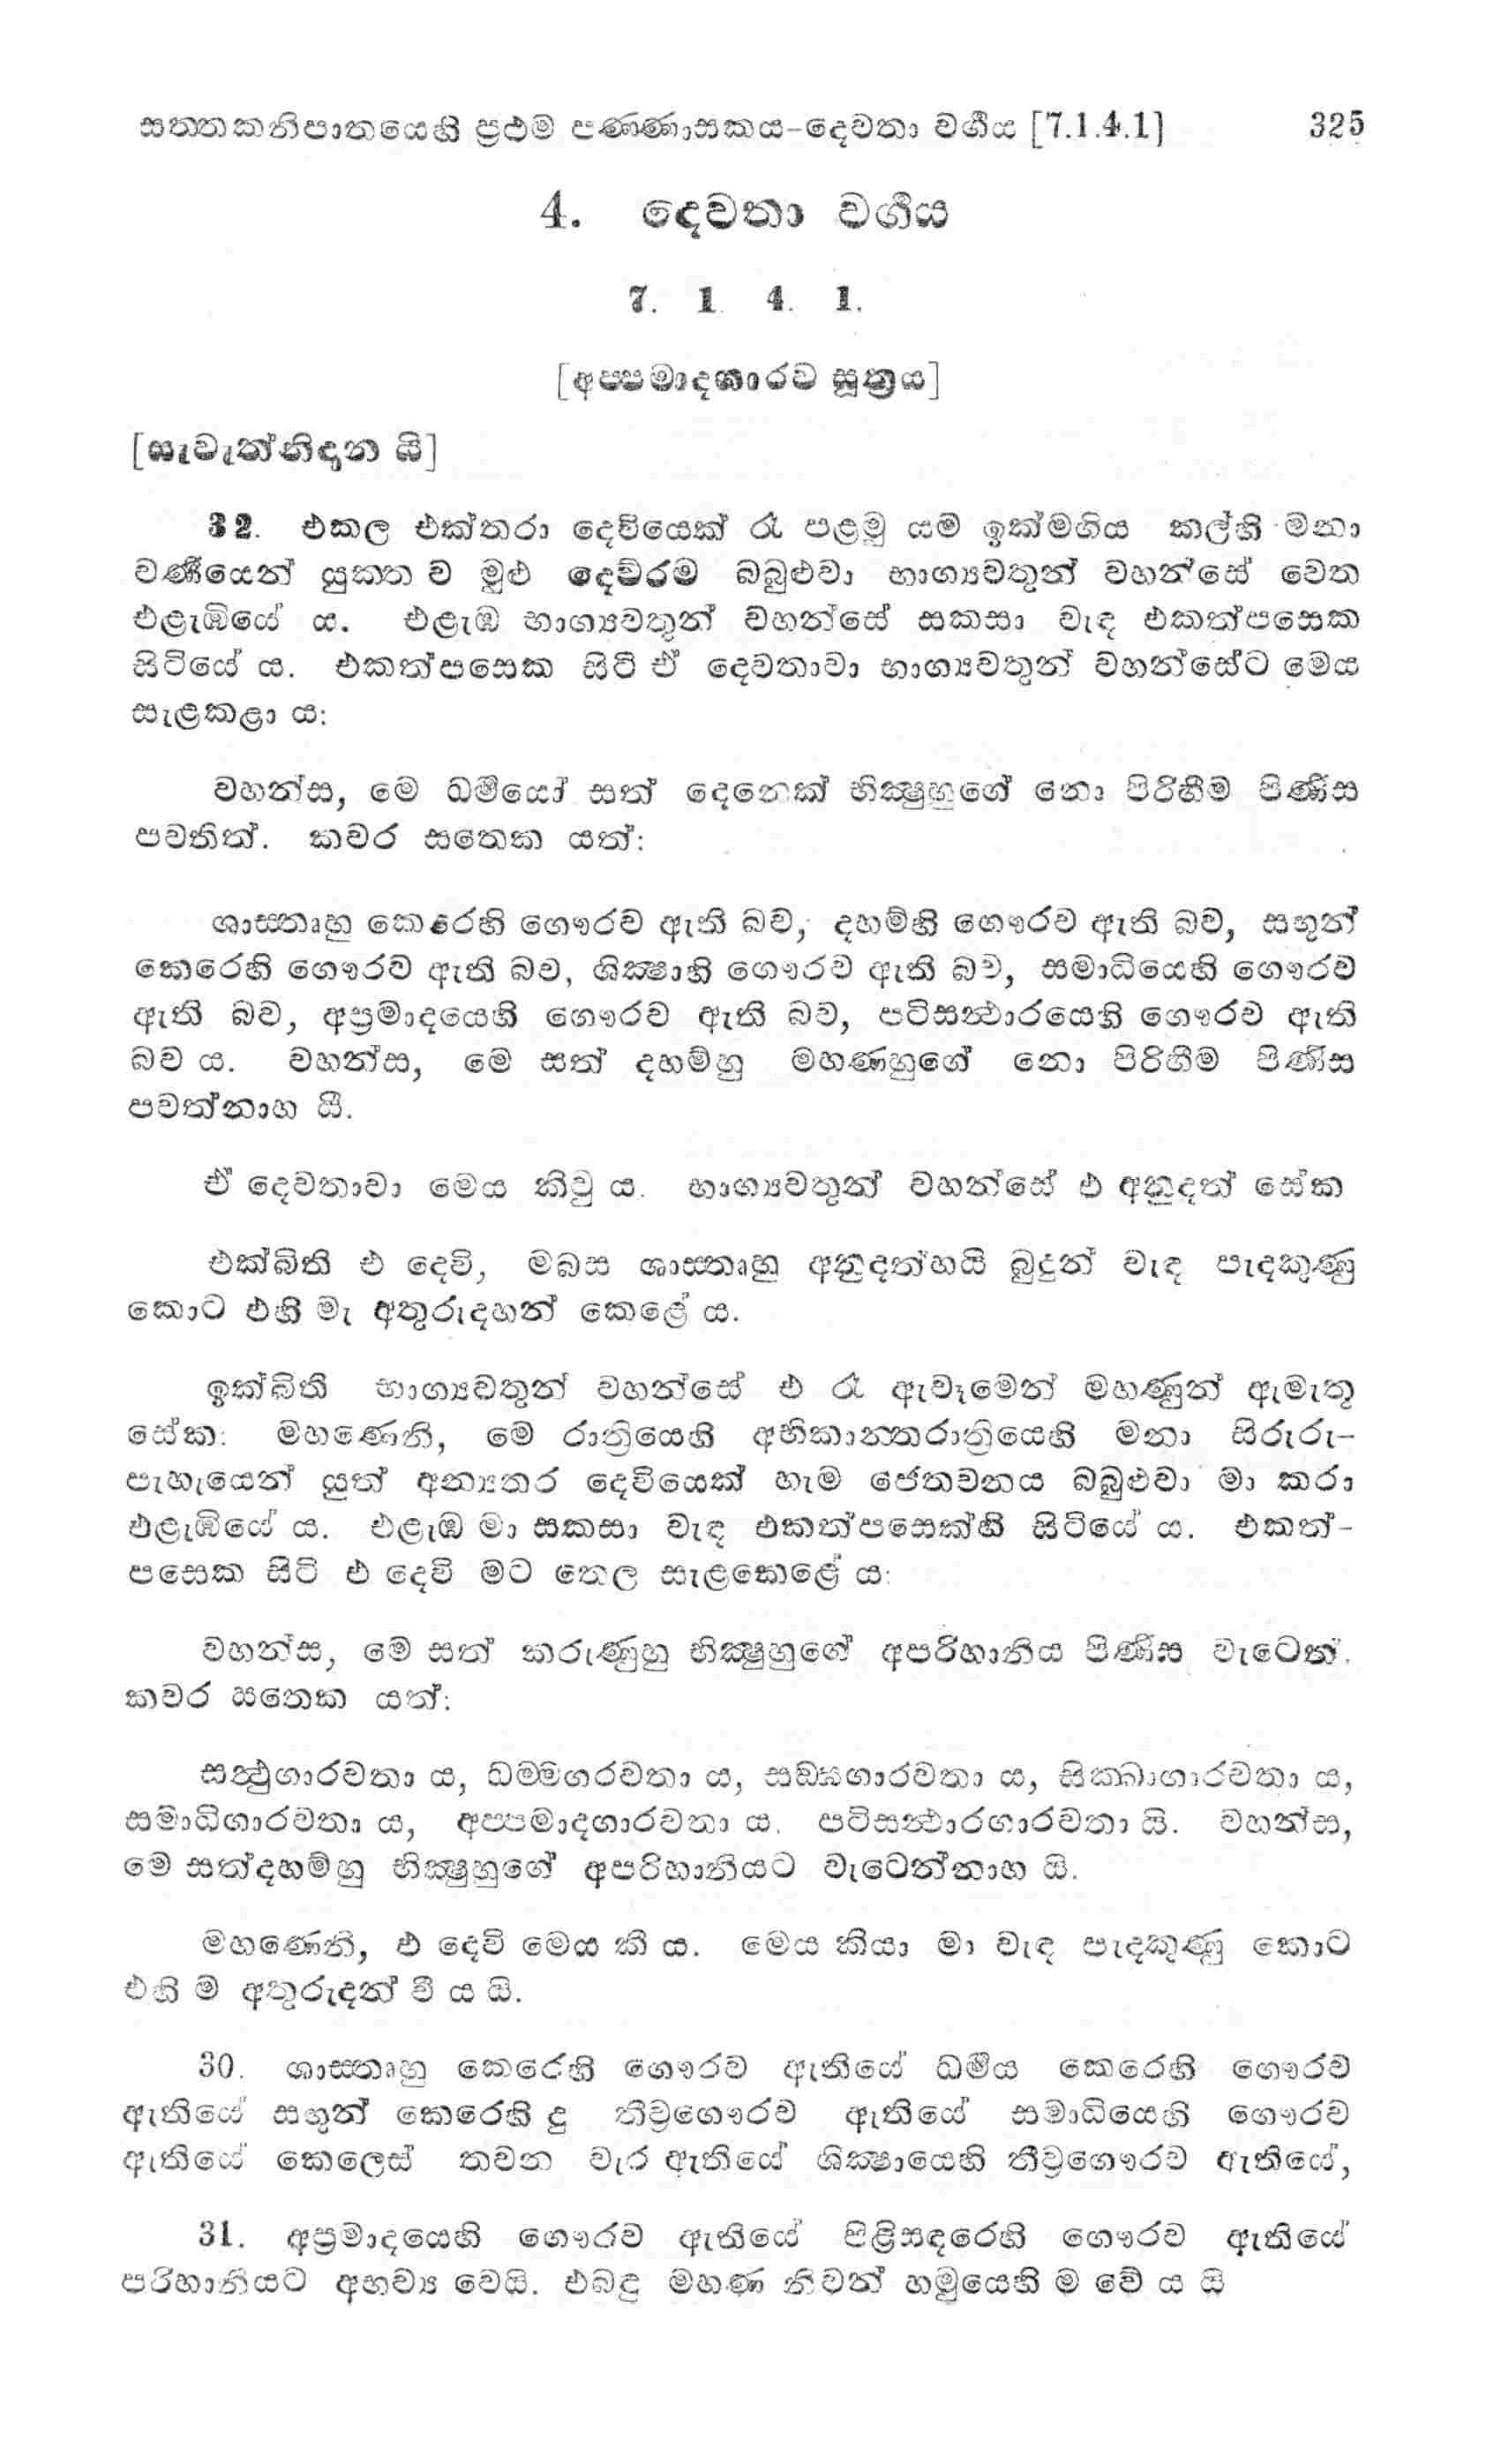 සත්තකනිපාතයෙහි ප්‍රථම පණ්ණාසකය-දෙවතා වර්‍ගය [7.1.4.1] 325
4. දෙවතා වර්‍ගය
7. 1. 4. 1.
[අප්පමාදගාරව සූත්‍රය]
[සැවැත්නිදාන යි]
32. එකල එක්තරා දෙවියෙක් රෑ පළමු යම ඉක්මගිය කල්හි මනා
වර්‍ණයෙන් යුක්ත ව මුළු දෙව්රම බබුළුවා භාග්‍යවතුන් වහන්සේ වෙත
එළැඹියේ ය. එළැඹ භාග්‍යවතුන් වහන්සේ සකසා වැඳ එකත්පසෙක
සිටියේ ය. එකත්පසෙක සිටි ඒ දෙවතාවා භාග්‍යවතුන් වහන්සේට මෙය
සැළකළා ය:
වහන්ස, මෙ ධර්‍මයෝ සත් දෙනෙක් භික්‍ෂුහුගේ නො පිරිහීම පිණිස
පවතිත්. කවර සතෙක යත්:
ශාස්තෘහු කෙරෙහි ගෞරව ඇති බව, දහම්හි ගෞරව ඇති බව, සඟුන්
කෙරෙහි ගෞරව ඇති බව, ශික්‍ෂාහි ගෞරව ඇති බව, සමාධියෙහි ගෞරව
ඇති බව, අප්‍රමාදයෙහි ගෞරව ඇති බව, පටිසන්‍ථාරයෙහි ගෞරව ඇති
බව ය. වහන්ස, මෙ සත් දහම්හු මහණහුගේ නො පිරිහීම පිණිස
පවත්නාහ යී.
ඒ දෙවතාවා මෙය කිවු ය. භාග්‍යවතුන් වහන්සේ එ අනුදත් සේක
එක්බිති එ දෙවි, මබස ශාස්තෘහු අනුදත්හයි බුදුන් වැඳ පැදකුණු
කොට එහි මැ අතුරුදහන් කෙළේ ය.
ඉක්බිති භාග්‍යවතුන් වහන්සේ එ රෑ ඇවෑමෙන් මහණුන් ඇමැතූ
සේක: මහණෙනි, මෙ රාත්‍රියෙහි අභිකාන්තරාත්‍රියෙහි මනා සිරුරු-
පැහැයෙන් යුත් අන්‍යතර දෙවියෙක් හැම ජෙතවනය බබුළුවා මා කරා
එළැඹියේ ය. එළැඹ මා සකසා වැඳ එකත්පසෙක්හි සිටියේ ය. එකත්-
පසෙක සිටි එ දෙවි මට තෙල සැළකෙළේ ය:
වහන්ස, මෙ සත් කරුණුහු භික්‍ෂුහුගේ අපරිහානිය පිණිස වැටෙත්.
කවර සතෙක යත්:
සත්‍ථුගාරවතා ය, ධම්මගරවතා ය, සඞ්ඝගාරවතා ය, සික්ඛාගාරවතා ය,
සමාධිගාරවතා ය, අප්පමාදගාරවතා ය. පටිසන්‍ථාරගාරවතා යි. වහන්ස,
මෙ සත්දහම්හු භික්‍ෂුහුගේ අපරිහානියට වැටෙන්නාහ යි.
මහණෙනි, එ දෙවි මෙය කී ය. මෙය කියා මා වැඳ පැදකුණු කොට
එහි ම අතුරුදන් වී ය යි.
30. ශාස්තෘහු කෙරෙහි ගෞරව ඇතියේ ධර්‍මය කෙරෙහි ගෞරව
ඇතියේ සඟුන් කෙරෙහි දු තීව්‍රගෞරව ඇතියේ සමාධියෙහි ගෞරව
ඇතියේ කෙලෙස් තවන වැර ඇතියේ ශික්‍ෂායෙහි තීව්‍රගෞරව ඇතියේ,
31. අප්‍රමාදයෙහි ගෞරව ඇතියේ පිළිසඳරෙහි ගෞරව ඇතියේ
පරිහානියට අභව්‍ය වෙයි. එබඳු මහණ නිවන් හමුයෙහි ම වේ ය යි